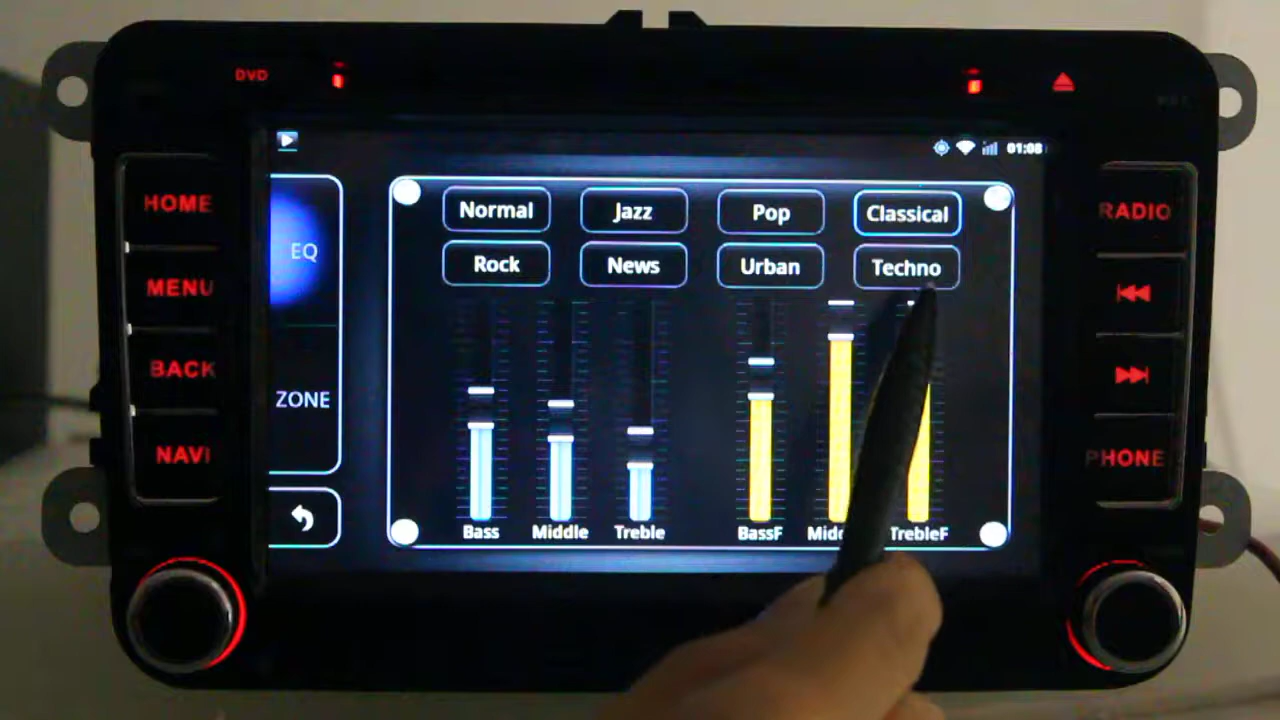 DVD
01:08
HOME
MENU
BACK
NAVI
EQ
ZONE
Normal
Jazz
Pop
Classical
Rock
News
Urban
Techno
Bass
Middle
Treble
BassF
TrebleF
RADIO
PHONE